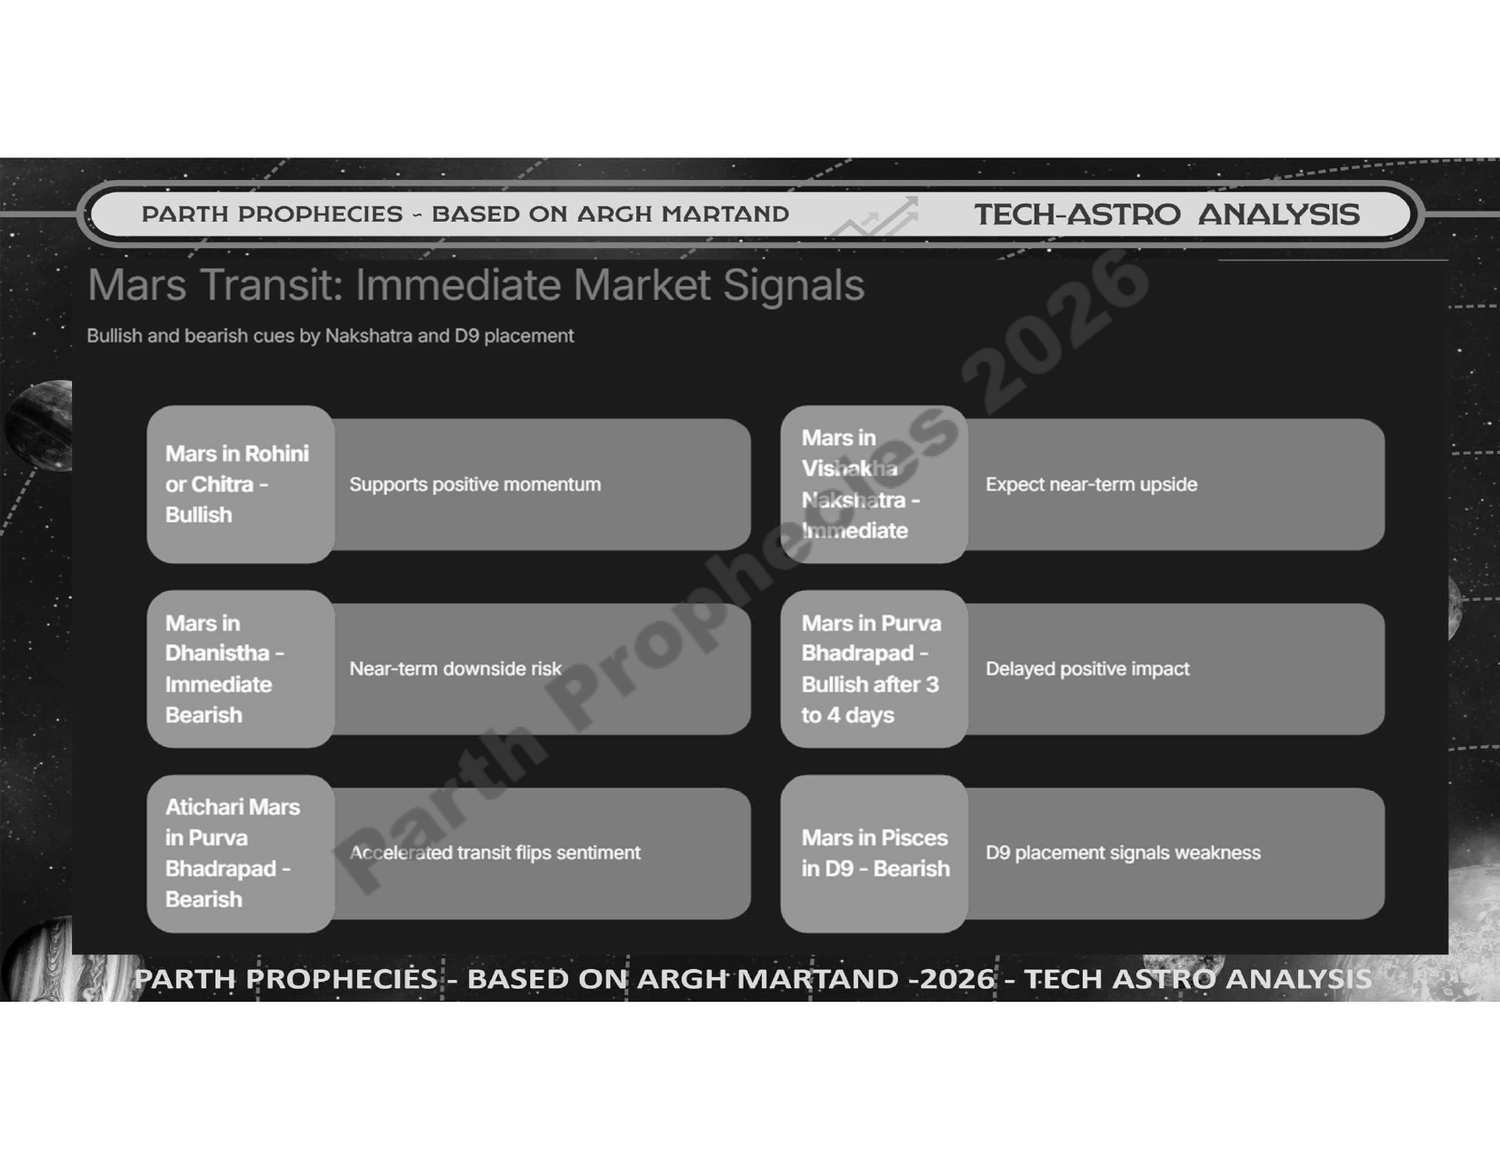 PARTH PROPHECIES ~ BASED ON ARGH MARTAND
TECH-ASTRO ANALYSIS
Mars Transit: Immediate Market Signals
Bullish and bearish cues by Nakshatra and D9 placement
Mars in Rohini
or Chitra -
Bullish
Supports positive momentum
Mars in
Vishakha
Nakshatra -
Immediate
Expect near-term upside
Mars in
Dhanistha -
Immediate
Bearish
Near-term downside risk
Mars in Purva
Bhadrapad -
Bullish after 3
to 4 days
Delayed positive impact
Atichari Mars
in Purva
Bhadrapad -
Bearish
Accelerated transit flips sentiment
Mars in Pisces
in D9 - Bearish
D9 placement signals weakness
Parth Prophecies 2026
PARTH PROPHECIES - BASED ON ARGH MARTAND -2026 - TECH ASTRO ANALYSIS